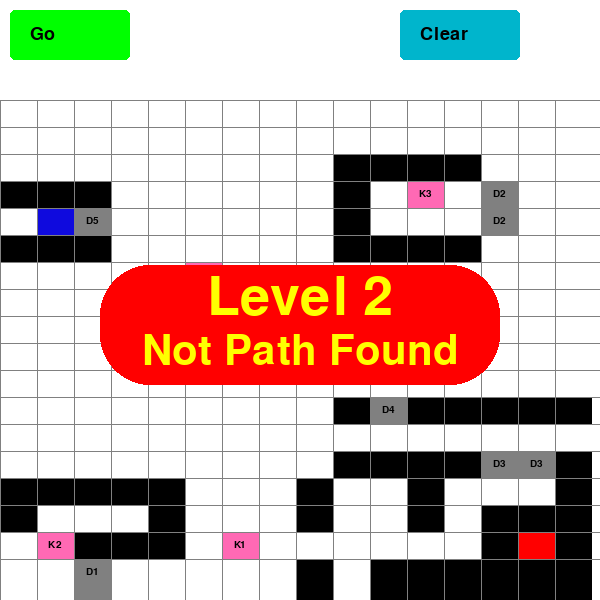 Go
Clear
K3
D2
D5
D2
Level 2
Not Path Found
D4
D3 D3
K2
K1
D1